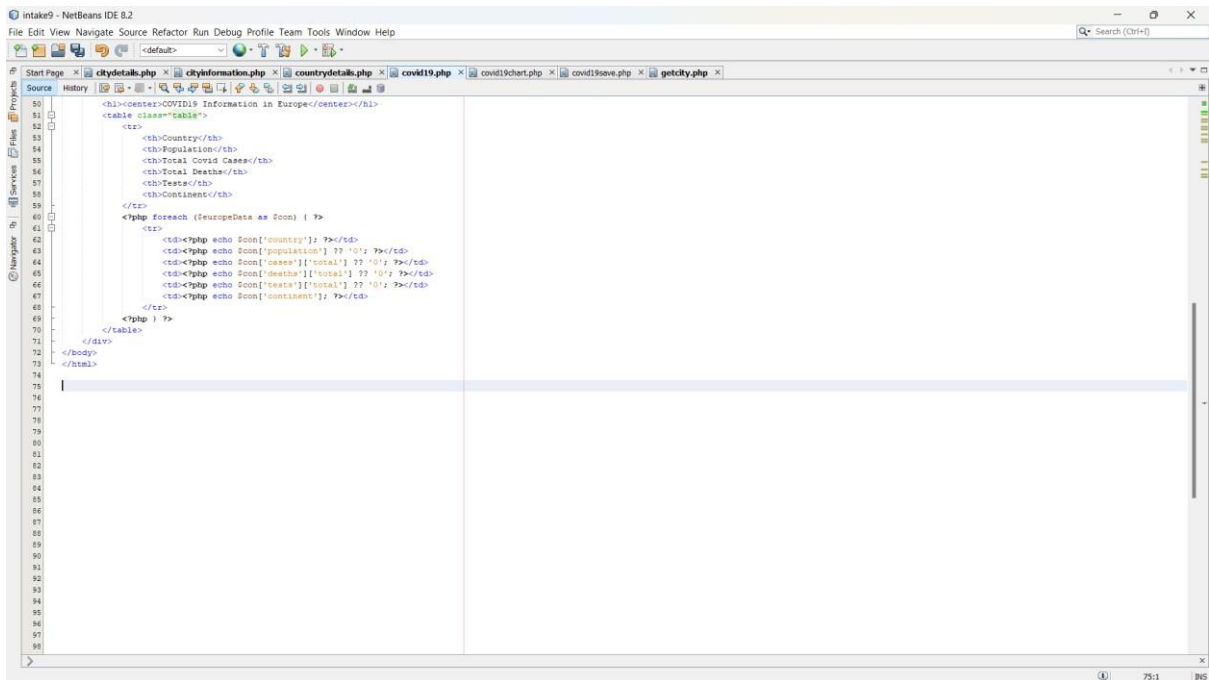 intake9 - NetBeans IDE 8.2
File Edit View Navigate Source Refactor Run Debug Profile Team Tools Window Help
Search (Ctrl+I)
<default>
Start Page citydetails.php cityinformation.php countrydetails.php covid19.php covid19chart.php covid19save.php getcity.php
Source History
Projects
Files
Services
Navigator
50 <h1><center>COVID19 Information in Europe</center></h1>
51 <table class="table">
52 <tr>
53 <th>Country</th>
54 <th>Population</th>
55 <th>Total Covid Cases</th>
56 <th>Total Deaths</th>
57 <th>Tests</th>
58 <th>Continent</th>
59 </tr>
60 <?php foreach ($europeData as $con) { ?>
61 <tr>
62 <td><?php echo $con['country']; ?></td>
63 <td><?php echo $con['population'] ?? '0'; ?></td>
64 <td><?php echo $con['cases']['total'] ?? '0'; ?></td>
65 <td><?php echo $con['deaths']['total'] ?? '0'; ?></td>
66 <td><?php echo $con['tests']['total'] ?? '0'; ?></td>
67 <td><?php echo $con['continent']; ?></td>
68 </tr>
69 <?php } ?>
70 </table>
71 </div>
72 </body>
73 </html>
74
75
76
77
78
79
80
81
82
83
84
85
86
87
88
89
90
91
92
93
94
95
96
97
98
75:1 INS